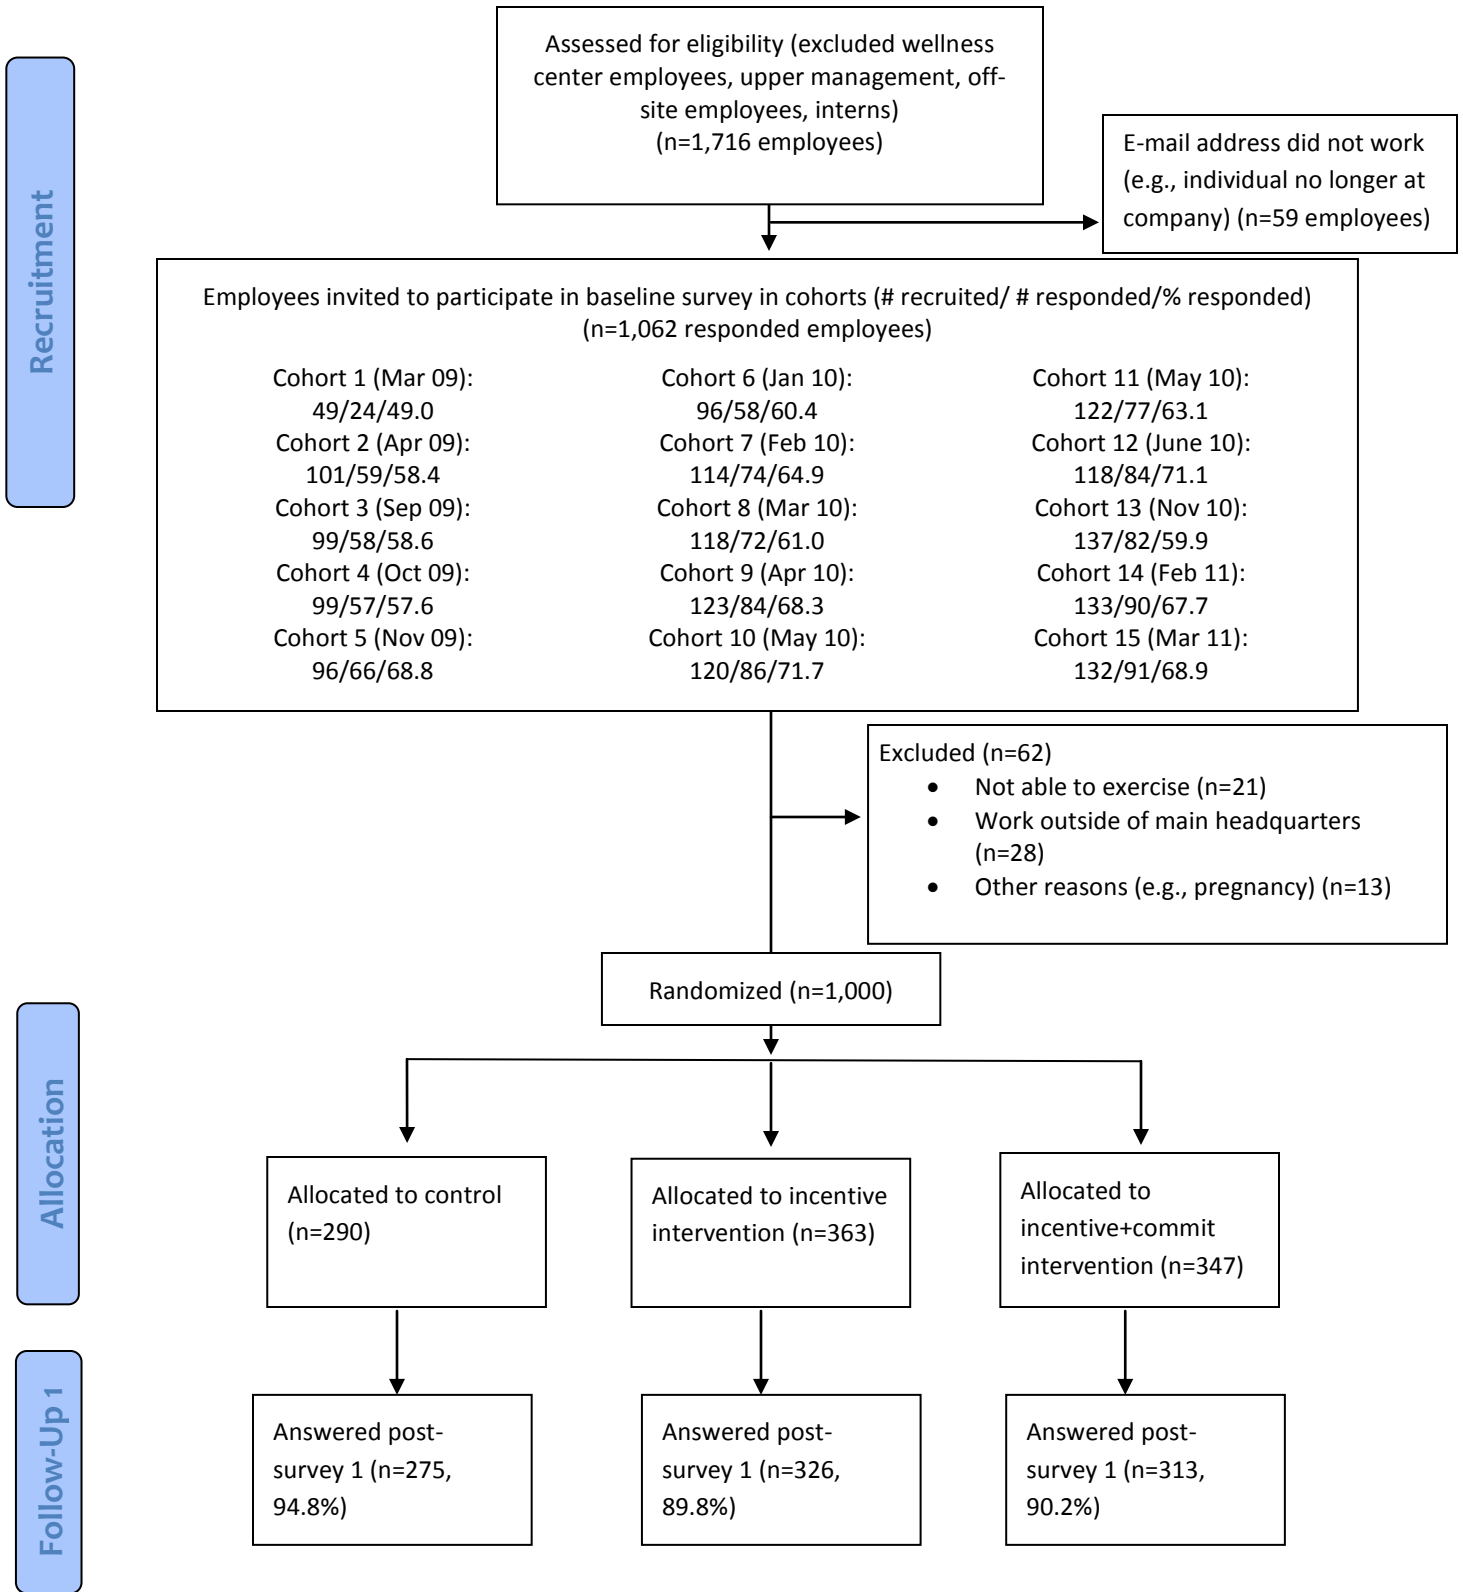 Recruitment
Assessed for eligibility (excluded wellness
center employees, upper management, off-
site employees, interns)
(n=1,716 employees)
E-mail address did not work
(e.g., individual no longer at
company) (n=59 employees)
Employees invited to participate in baseline survey in cohorts (# recruited/ # responded/% responded)
(n=1,062 responded employees)
Cohort 1 (Mar 09):
49/24/49.0
Cohort 2 (Apr 09):
101/59/58.4
Cohort 3 (Sep 09):
99/58/58.6
Cohort 4 (Oct 09):
99/57/57.6
Cohort 5 (Nov 09):
96/66/68.8
Cohort 6 (Jan 10):
96/58/60.4
Cohort 7 (Feb 10):
114/74/64.9
Cohort 8 (Mar 10):
118/72/61.0
Cohort 9 (Apr 10):
123/84/68.3
Cohort 10 (May 10):
120/86/71.7
Cohort 11 (May 10):
122/77/63.1
Cohort 12 (June 10):
118/84/71.1
Cohort 13 (Nov 10):
137/82/59.9
Cohort 14 (Feb 11):
133/90/67.7
Cohort 15 (Mar 11):
132/91/68.9
Excluded (n=62)
• Not able to exercise (n=21)
• Work outside of main headquarters
(n=28)
• Other reasons (e.g., pregnancy) (n=13)
Randomized (n=1,000)
Allocation
Allocated to control
(n=290)
Allocated to incentive
intervention (n=363)
Allocated to
incentive+commit
intervention (n=347)
Follow-Up 1
Answered post-
survey 1 (n=275,
94.8%)
Answered post-
survey 1 (n=326,
89.8%)
Answered post-
survey 1 (n=313,
90.2%)